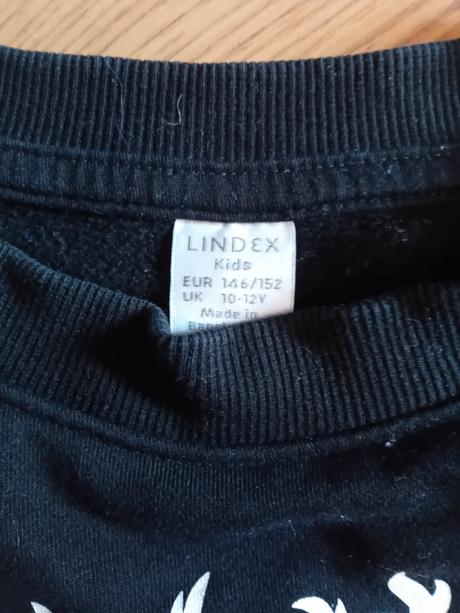 LINDEX
Kids
EUR 146/152
UK 10-12Y
Made in